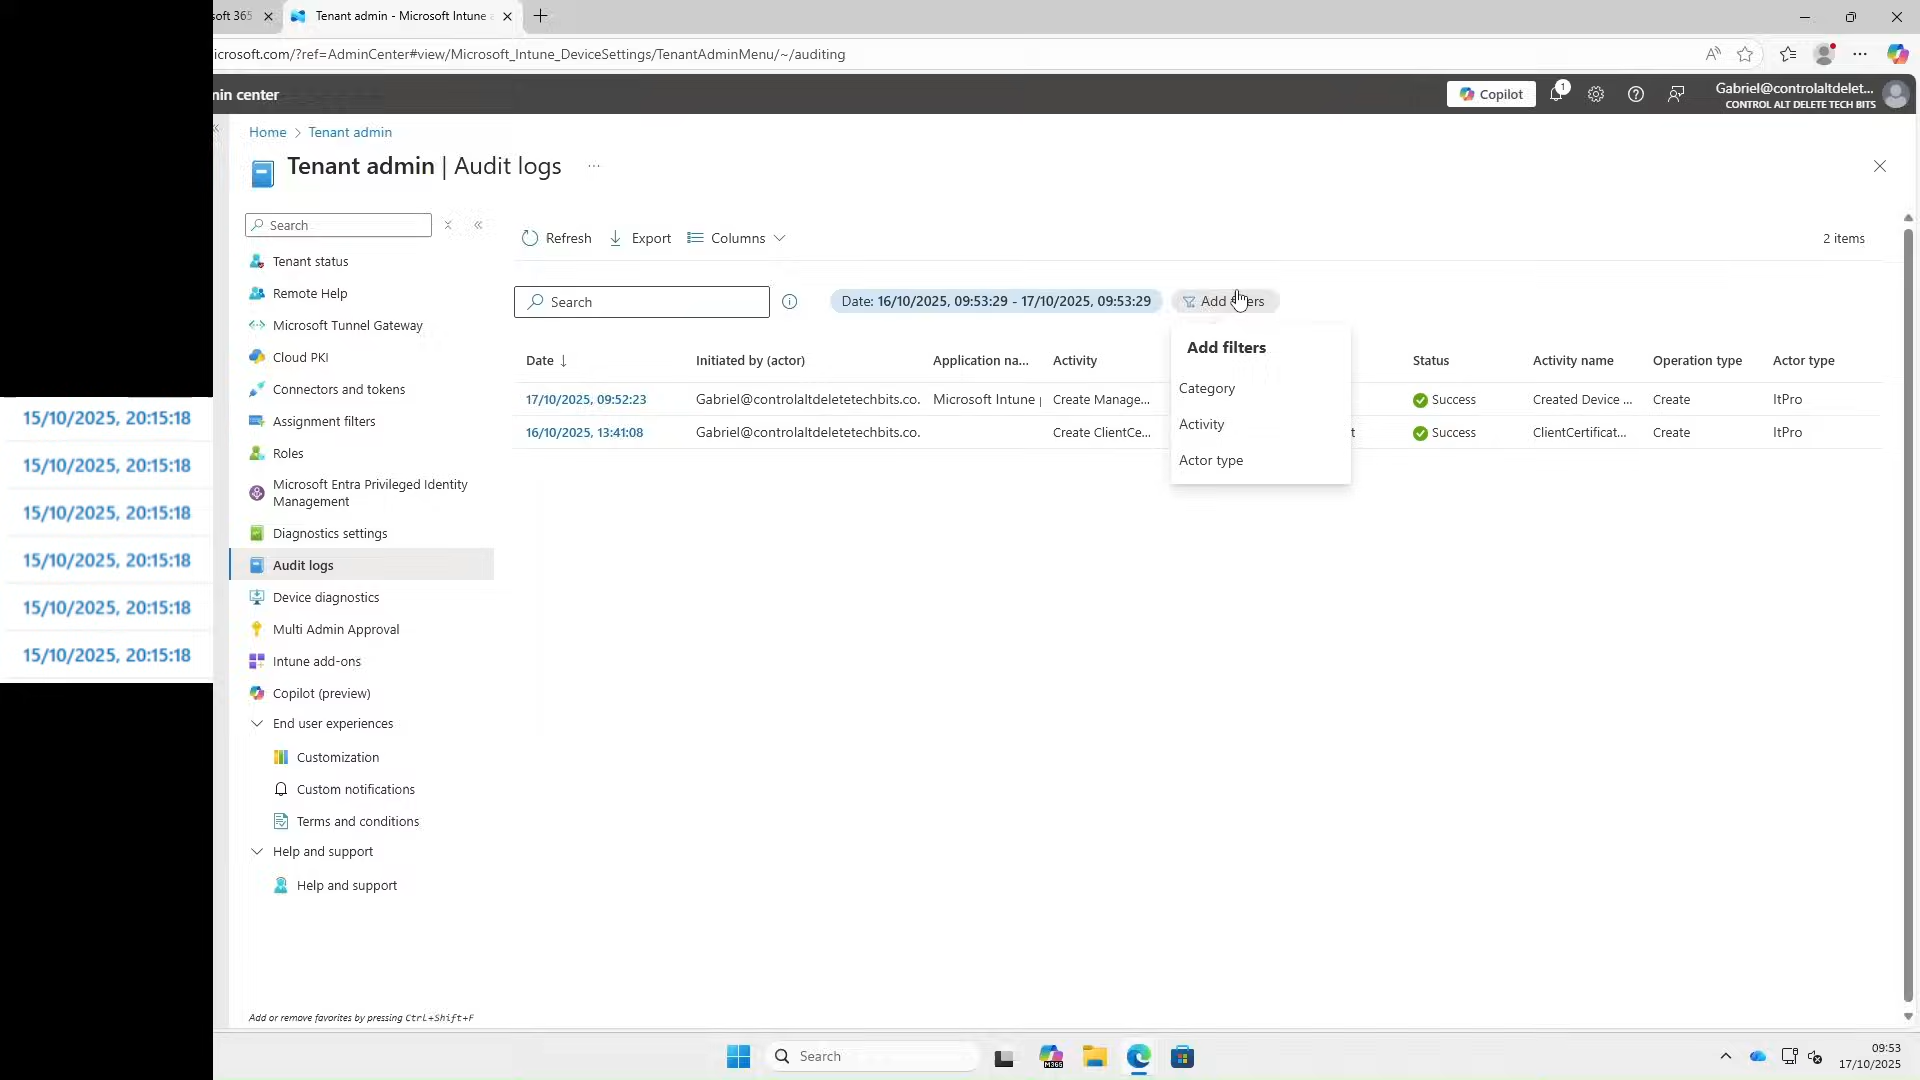 soft 365
Tenant admin - Microsoft Intune
icrosoft.com/?ref=AdminCenter#view/Microsoft_Intune_DeviceSettings/TenantAdminMenu/~/auditing
min center
Copilot
1
Gabriel@controlaltdelet...
CONTROL ALT DELETE TECH BITS
Home > Tenant admin
Tenant admin | Audit logs
...
Search
Tenant status
Remote Help
Microsoft Tunnel Gateway
Cloud PKI
Connectors and tokens
Assignment filters
Roles
Microsoft Entra Privileged Identity
Management
Diagnostics settings
Audit logs
Device diagnostics
Multi Admin Approval
Intune add-ons
Copilot (preview)
End user experiences
Customization
Custom notifications
Terms and conditions
Help and support
Help and support
Add or remove favorites by pressing Ctrl+Shift+F
15/10/2025, 20:15:18
15/10/2025, 20:15:18
15/10/2025, 20:15:18
15/10/2025, 20:15:18
15/10/2025, 20:15:18
15/10/2025, 20:15:18
Refresh Export Columns 2 items
Search Date: 16/10/2025, 09:53:29 - 17/10/2025, 09:53:29 Add filters
Add filters
Category
Activity
Actor type
Date ↓ Initiated by (actor) Application na... Activity Status Activity name Operation type Actor type
17/10/2025, 09:52:23 Gabriel@controlaltdeletetechbits.co. Microsoft Intune Create Manage... Success Created Device ... Create ItPro
16/10/2025, 13:41:08 Gabriel@controlaltdeletetechbits.co. Create ClientCe... t Success ClientCertificat... Create ItPro
Search
M365
09:53
17/10/2025